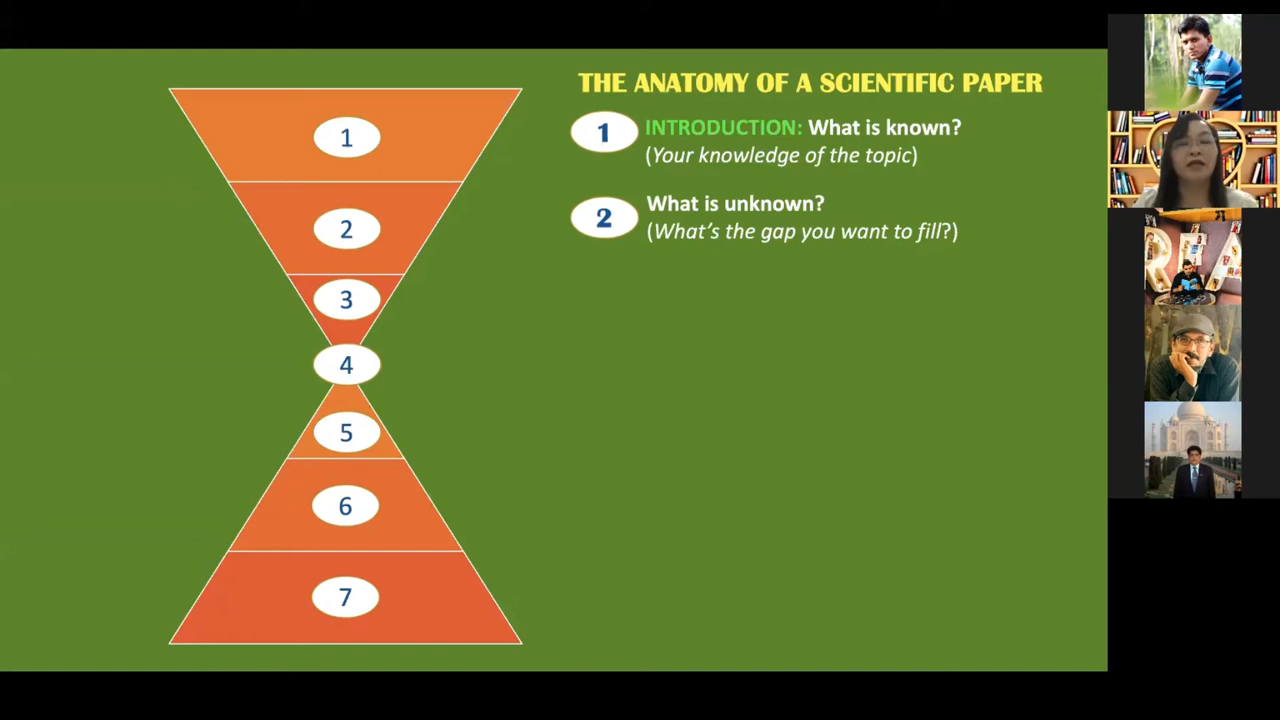 THE ANATOMY OF A SCIENTIFIC PAPER
1
INTRODUCTION: What is known?
(Your knowledge of the topic)
2
What is unknown?
(What's the gap you want to fill?)
1
2
3
4
5
6
7